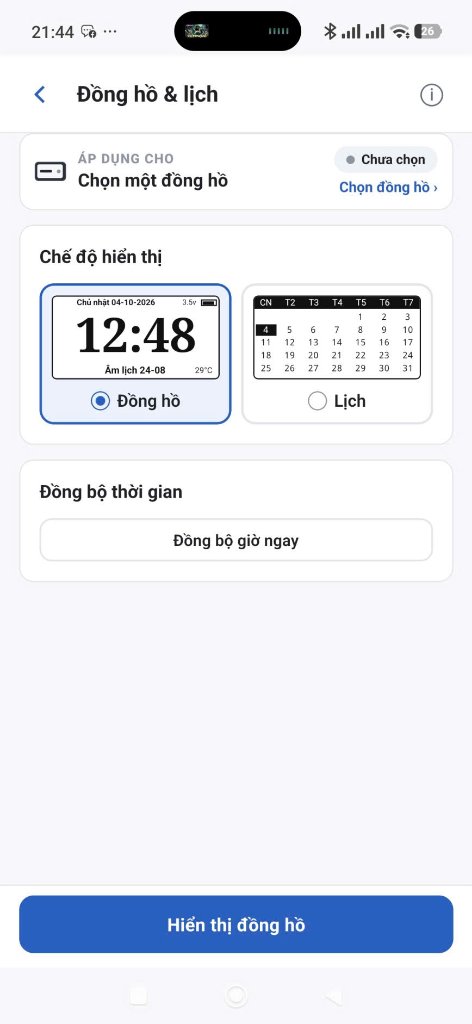 21:44 ...
26
Đồng hồ & lịch
ÁP DỤNG CHO
Chọn một đồng hồ
Chưa chọn
Chọn đồng hồ ›
Chế độ hiển thị
Chủ nhật 04-10-2026 3.5v
12:48
Âm lịch 24-08 29°C
Đồng hồ
CN T2 T3 T4 T5 T6 T7
1 2 3
4 5 6 7 8 9 10
11 12 13 14 15 16 17
18 19 20 21 22 23 24
25 26 27 28 29 30 31
Lịch
Đồng bộ thời gian
Đồng bộ giờ ngay
Hiển thị đồng hồ